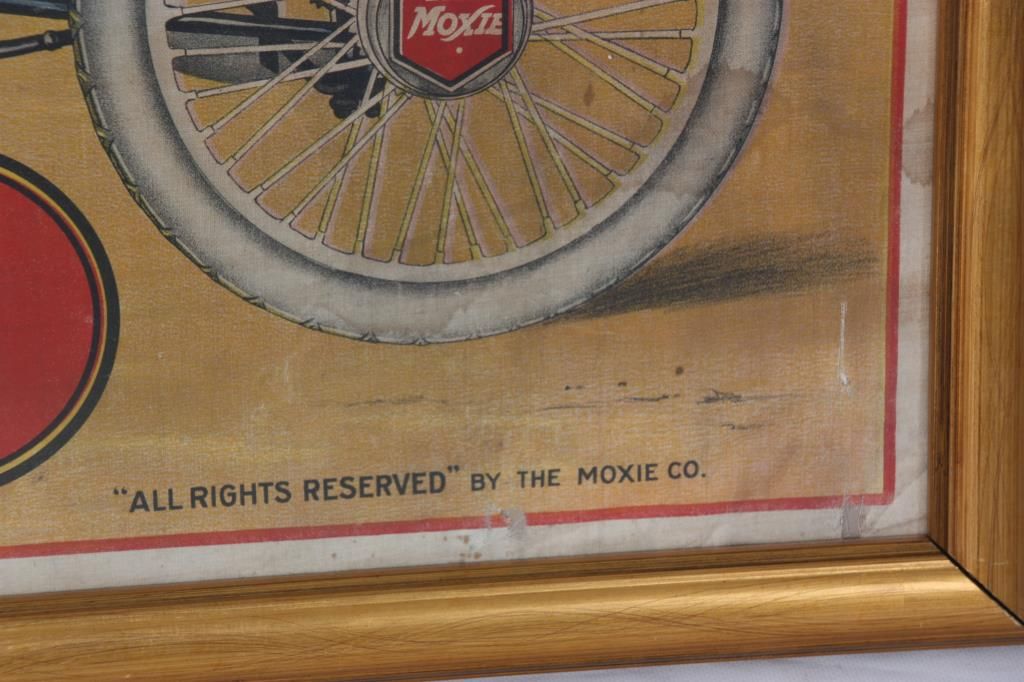 MOXIE
"ALL RIGHTS RESERVED" BY THE MOXIE CO.